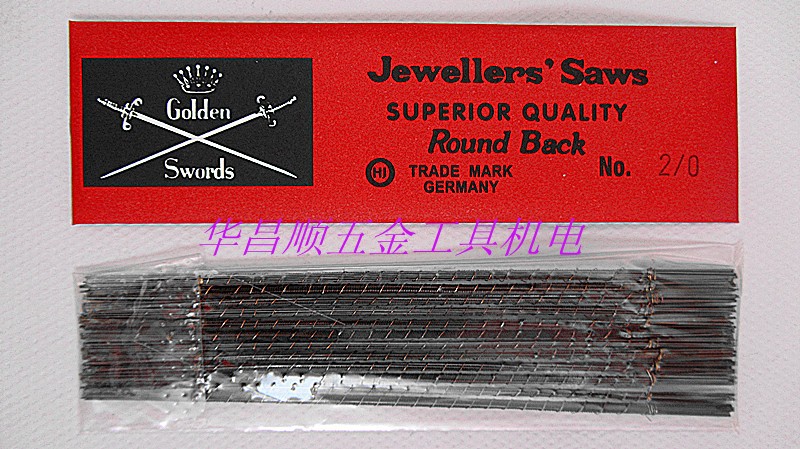 Golden
Swords
Jewellers' Saws
SUPERIOR QUALITY
Round Back
HJ TRADE MARK
GERMANY
No. 2/0
华昌顺五金工具机电